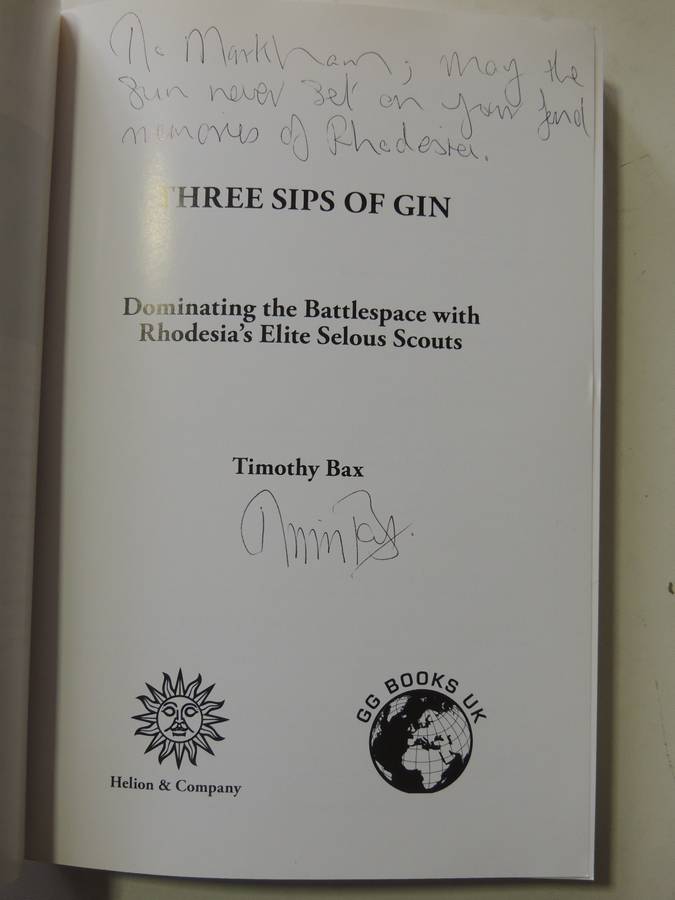 To Markham, may the
sun never set on your fond
memories of Rhodesia.
THREE SIPS OF GIN
Dominating the Battlespace with
Rhodesia's Elite Selous Scouts
Timothy Bax
Helion & Company
GG BOOKS UK